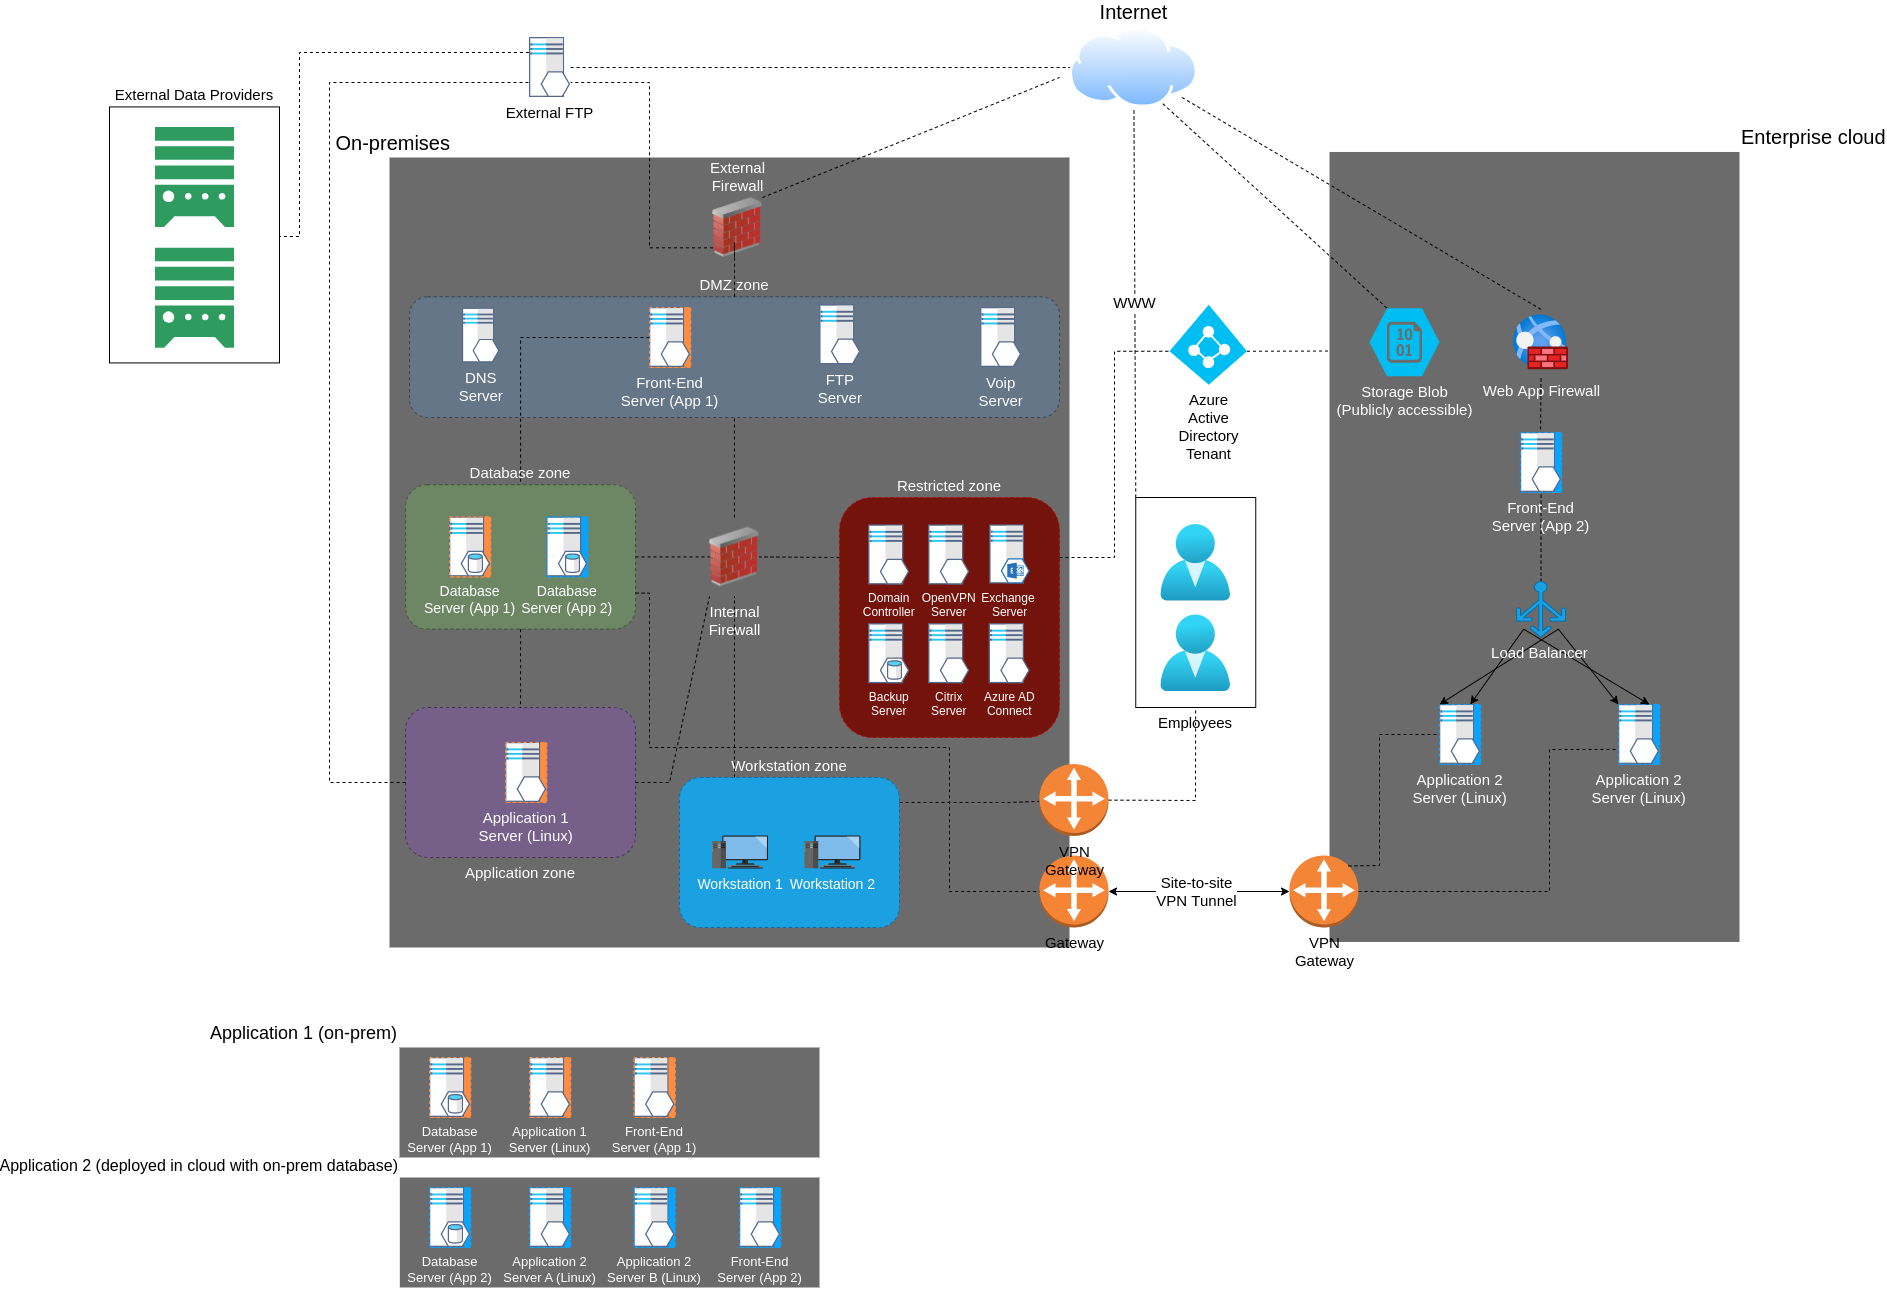 Internet
External Data Providers
External FTP
On-premises
Enterprise cloud
External
Firewall
DMZ zone
WWW
DNS
Server
Front-End
Server (App 1)
FTP
Server
Voip
Server
Azure
Active
Directory
Tenant
10
01
Storage Blob
(Publicly accessible)
Web App Firewall
Front-End
Server (App 2)
Database zone
Database
Server (App 1)
Database
Server (App 2)
Internal
Firewall
Restricted zone
Domain
Controller
OpenVPN
Server
Exchange
Server
Backup
Server
Citrix
Server
Azure AD
Connect
Employees
Load Balancer
Application 2
Server (Linux)
Application 2
Server (Linux)
Application 1
Server (Linux)
Application zone
Workstation zone
Workstation 1
Workstation 2
VPN
Gateway
Gateway
Site-to-site
VPN Tunnel
VPN
Gateway
Application 1 (on-prem)
Database
Server (App 1)
Application 1
Server (Linux)
Front-End
Server (App 1)
Application 2 (deployed in cloud with on-prem database)
Database
Server (App 2)
Application 2
Server A (Linux)
Application 2
Server B (Linux)
Front-End
Server (App 2)